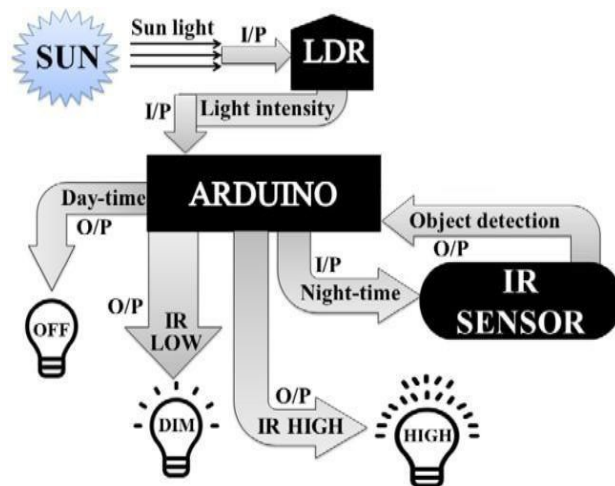 Sun light
SUN
I/P
LDR
I/P
Light intensity
ARDUINO
Day-time
O/P
Object detection
O/P
I/P
Night-time
IR
SENSOR
O/P
IR
LOW
OFF
O/P
IR HIGH
DIM
HIGH